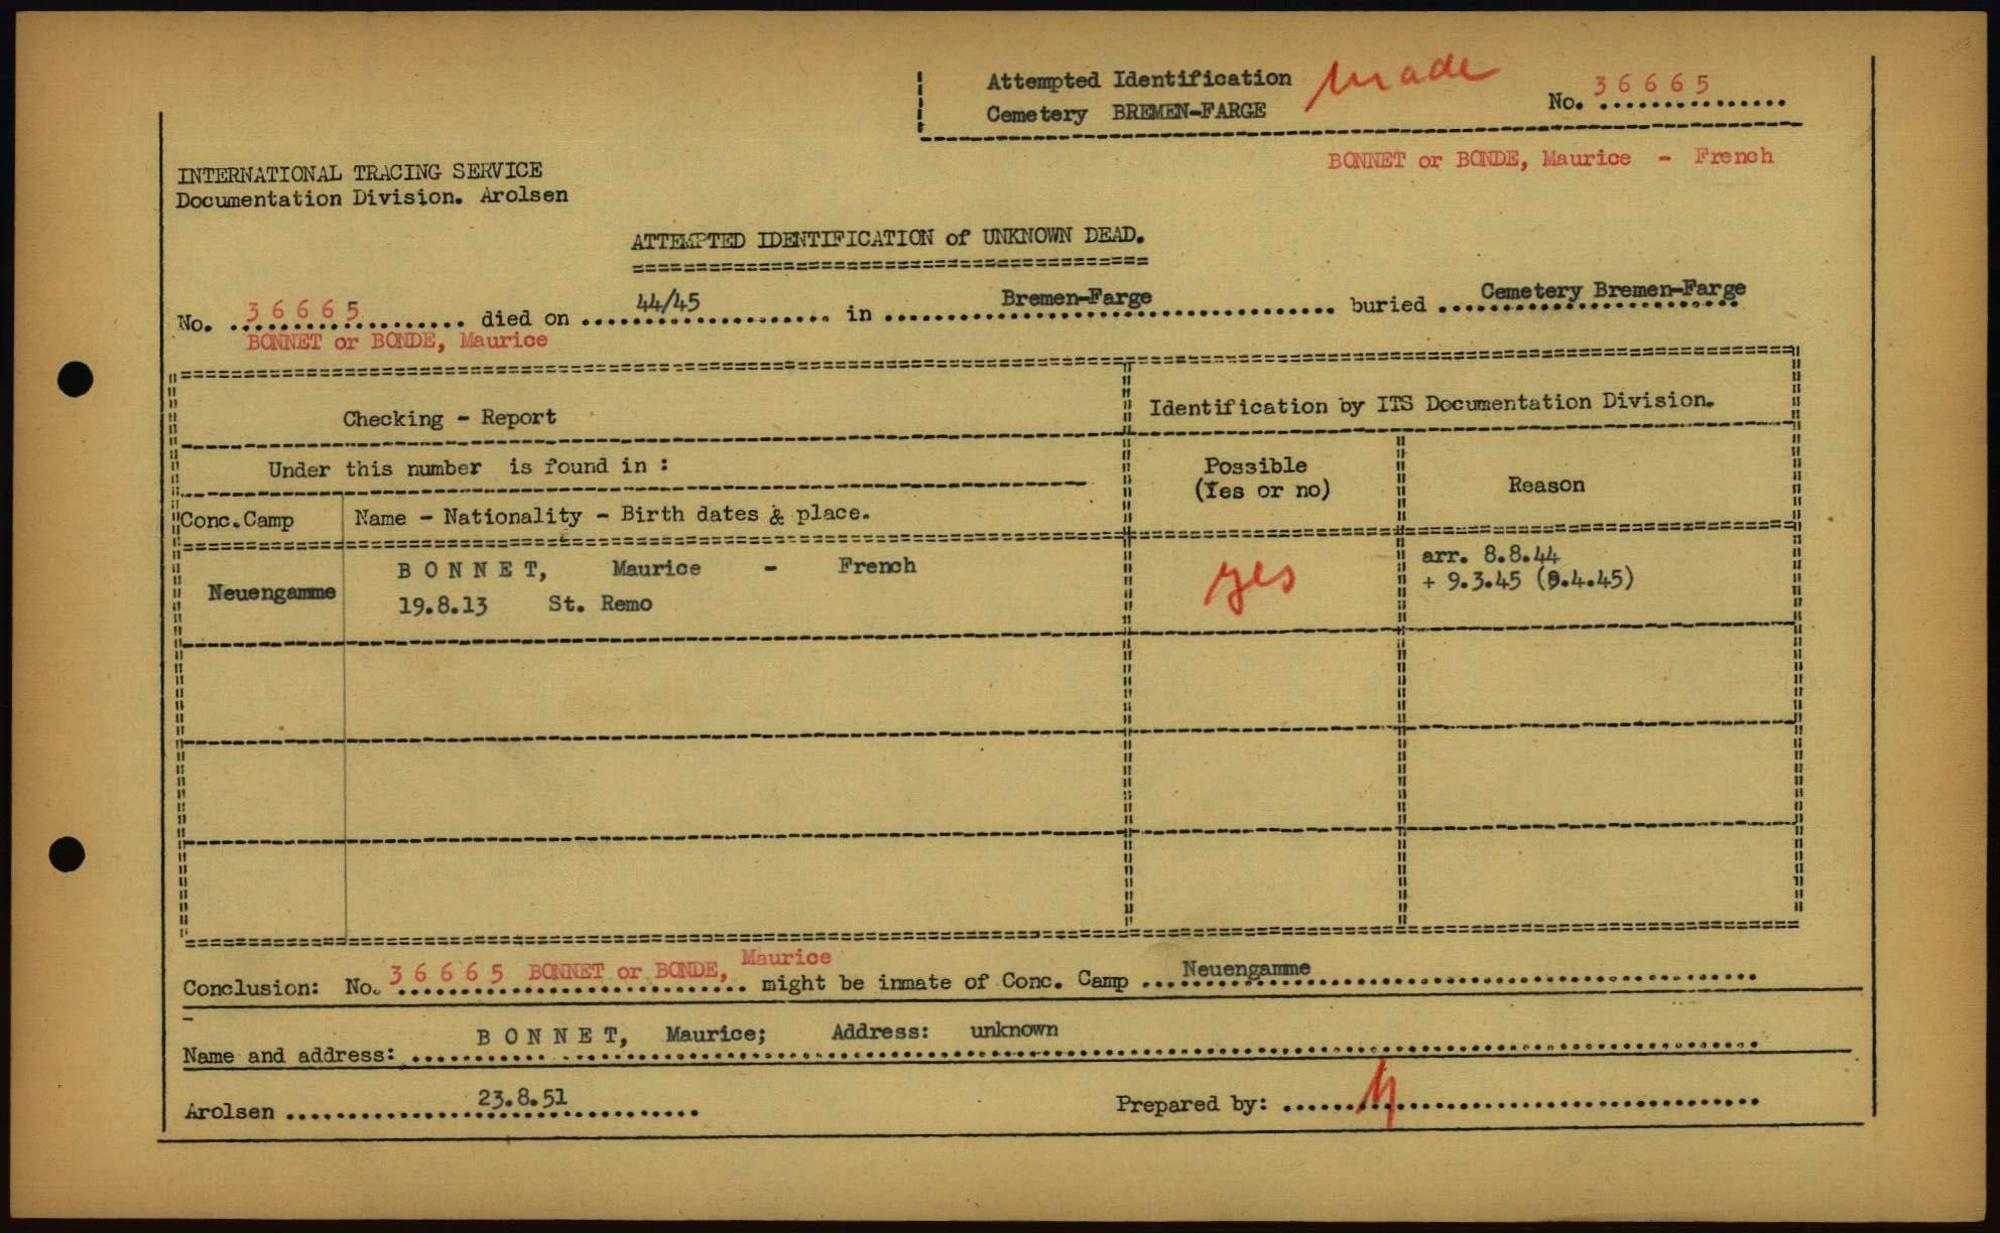 Attempted Identification made
Cemetery BREMEN-FARGE
No. 36665
BONNET or BONDE, Maurice - French
INTERNATIONAL TRACING SERVICE
Documentation Division. Arolsen
ATTEMPTED IDENTIFICATION of UNKNOWN DEAD.
No. 36665 died on 44/45 in Bremen-Farge buried Cemetery Bremen-Farge
BONNET or BONDE, Maurice
Checking - Report
Identification by ITS Documentation Division.
Under this number is found in :
Possible
(Yes or no)
Reason
Conc.Camp
Name - Nationality - Birth dates & place.
Neuengamme
BONNET, Maurice - French
19.8.13 St. Remo
yes
arr. 8.8.44
+ 9.3.45 (9.4.45)
Conclusion: No. 36665 BONNET or BONDE, Maurice might be inmate of Conc. Camp Neuengamme
Name and address: BONNET, Maurice; Address: unknown
Arolsen 23.8.51
Prepared by: